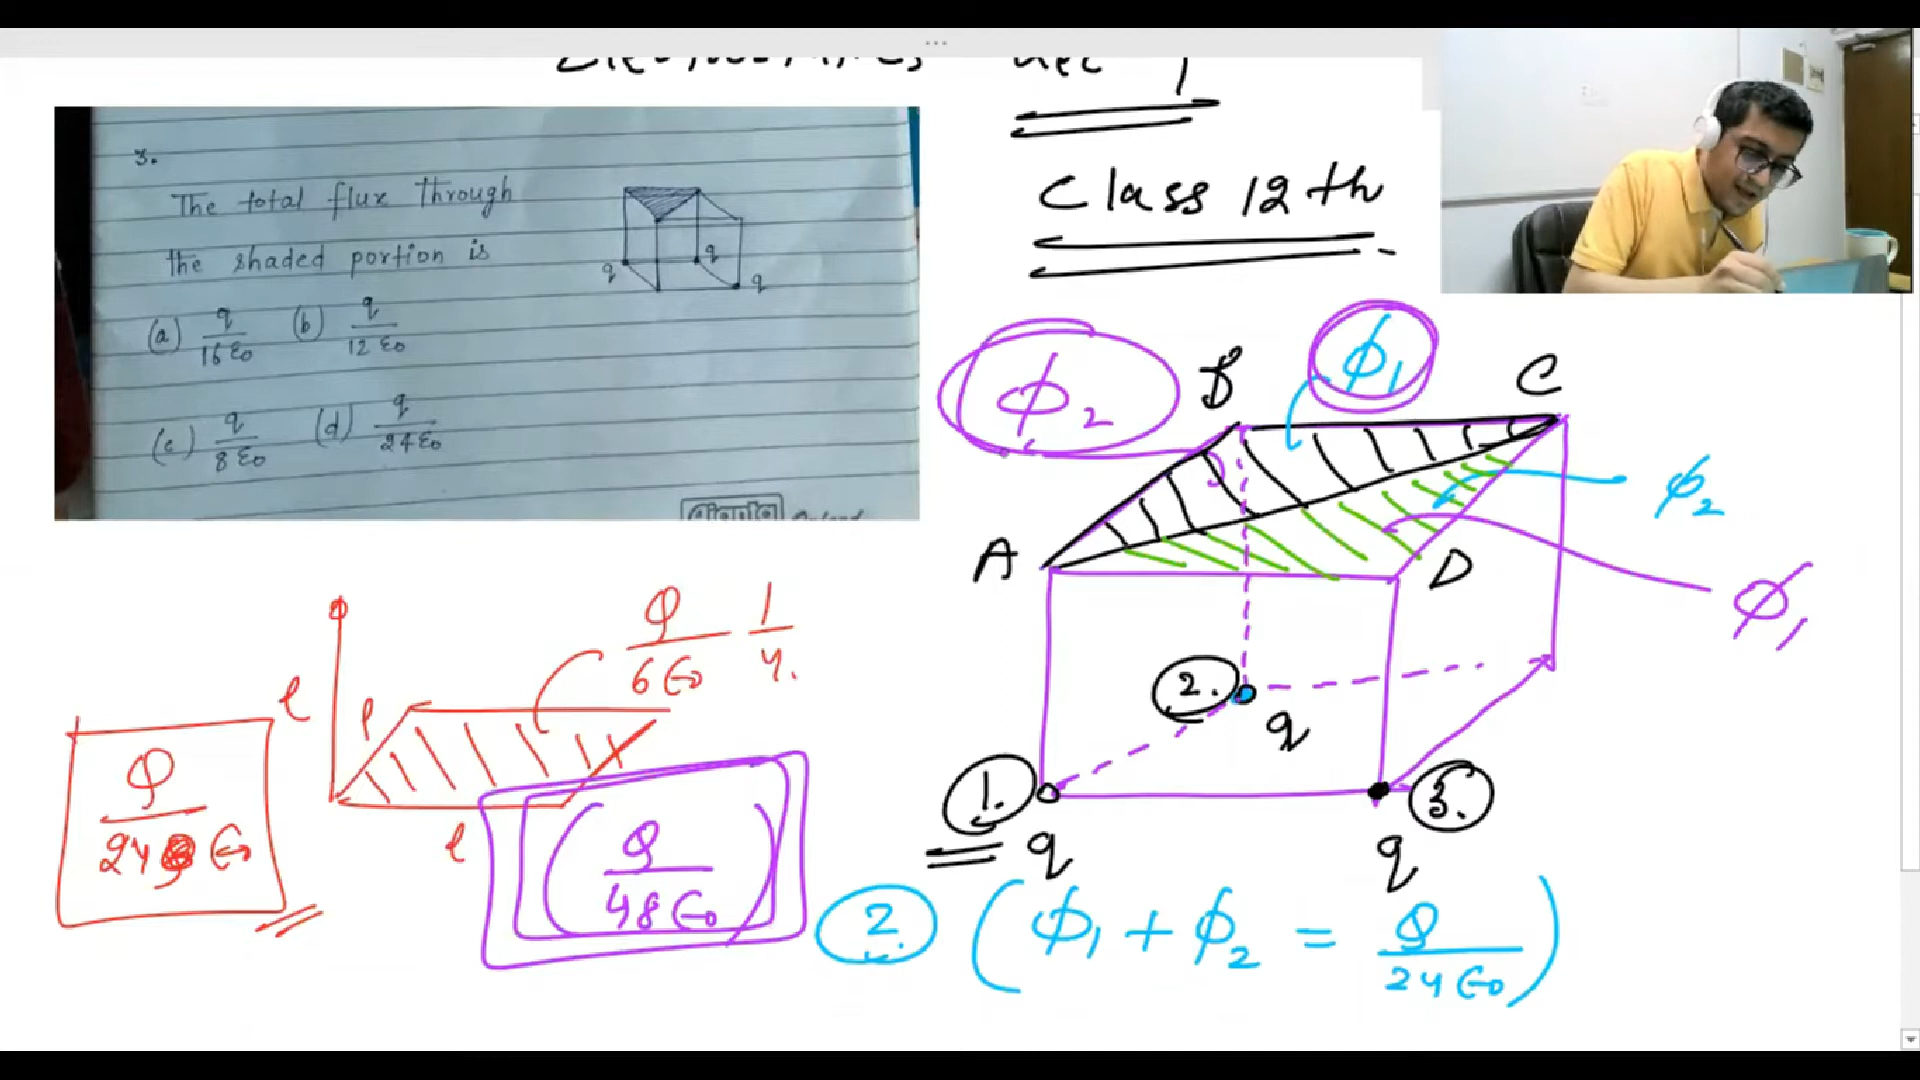 Class 12th
3.
The total flux through
the shaded portion is
(a) q/16ε0 (b) q/12ε0
(c) q/8ε0 (d) q/24ε0
q q q
ϕ2 B ϕ1 C
A D ϕ2
ϕ1
l l l
Q/6ε0 1/4.
Q/24ε0
(Q/48ε0)
2. q
1. q
3. q
2. (ϕ1 + ϕ2 = Q/24ε0)